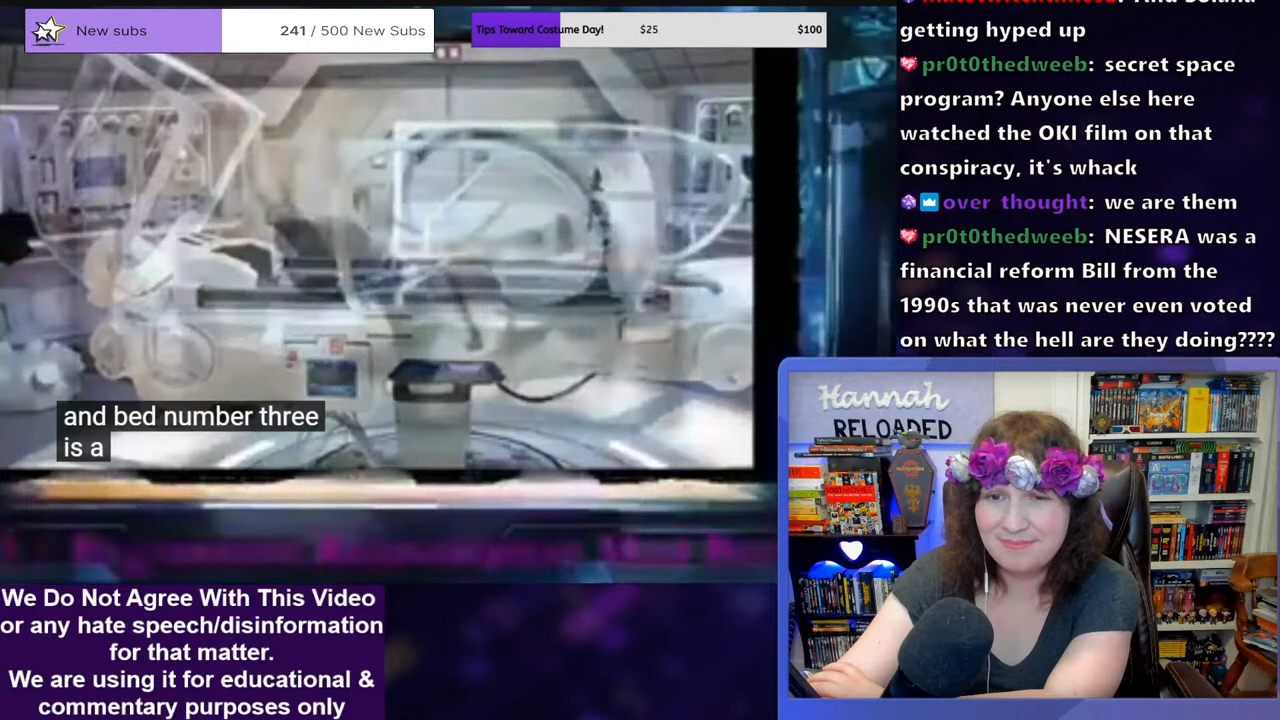 New subs
241 / 500 New Subs
Tips Toward Costume Day!
$25
$100
getting hyped up
pr0t0thedweeb: secret space
program? Anyone else here
watched the OKI film on that
conspiracy, it's whack
over thought: we are them
pr0t0thedweeb: NESERA was a
financial reform Bill from the
1990s that was never even voted
on what the hell are they doing????
and bed number three
is a
Hannah
RELOADED
We Do Not Agree With This Video
or any hate speech/disinformation
for that matter.
We are using it for educational &
commentary purposes only